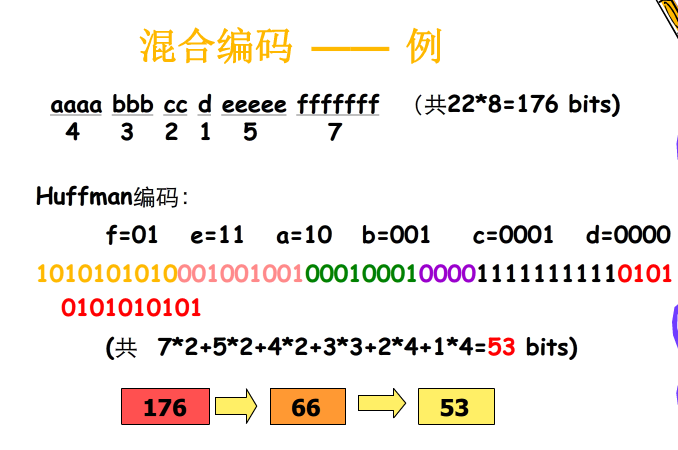 混合编码 —— 例
aaaa bbb cc d eeeee fffffff （共22*8=176 bits)
4 3 2 1 5 7
Huffman编码：
f=01 e=11 a=10 b=001 c=0001 d=0000
101010101000100100100010001000011111111110101
0101010101
(共 7*2+5*2+4*2+3*3+2*4+1*4=53 bits)
176 66 53